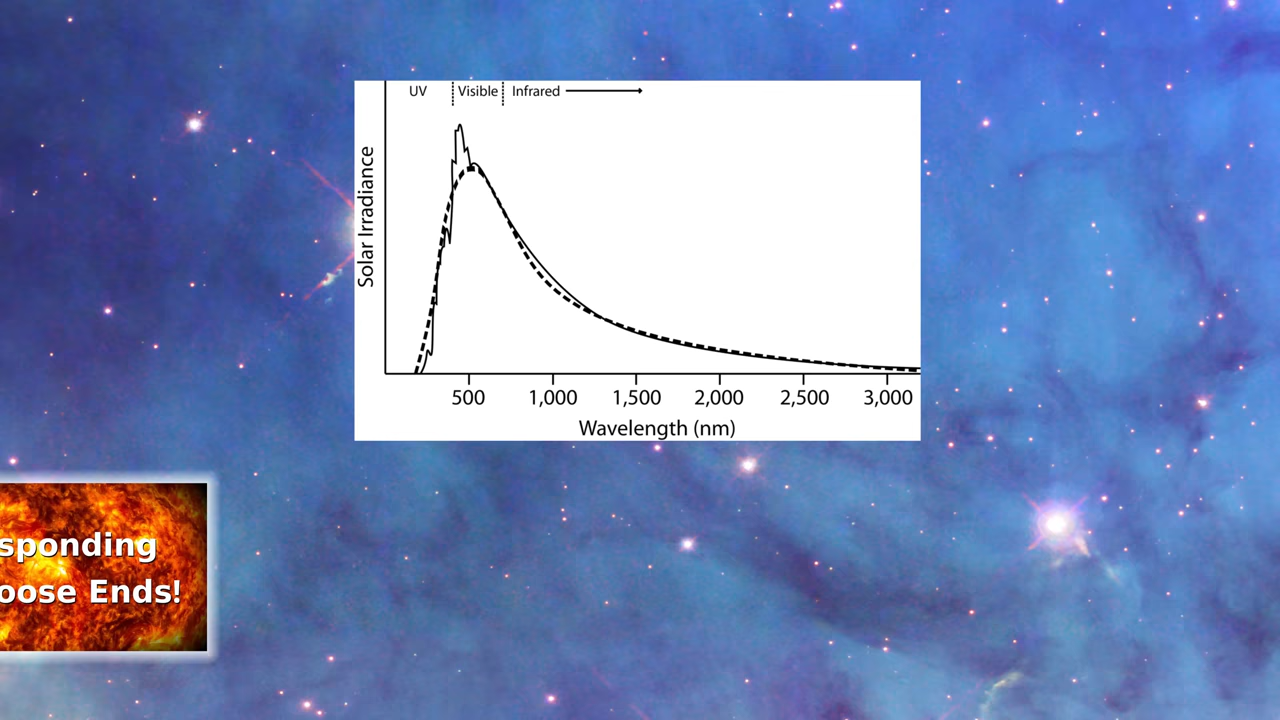 UV Visible Infrared
Solar Irradiance
500 1,000 1,500 2,000 2,500 3,000
Wavelength (nm)
sponding
oose Ends!